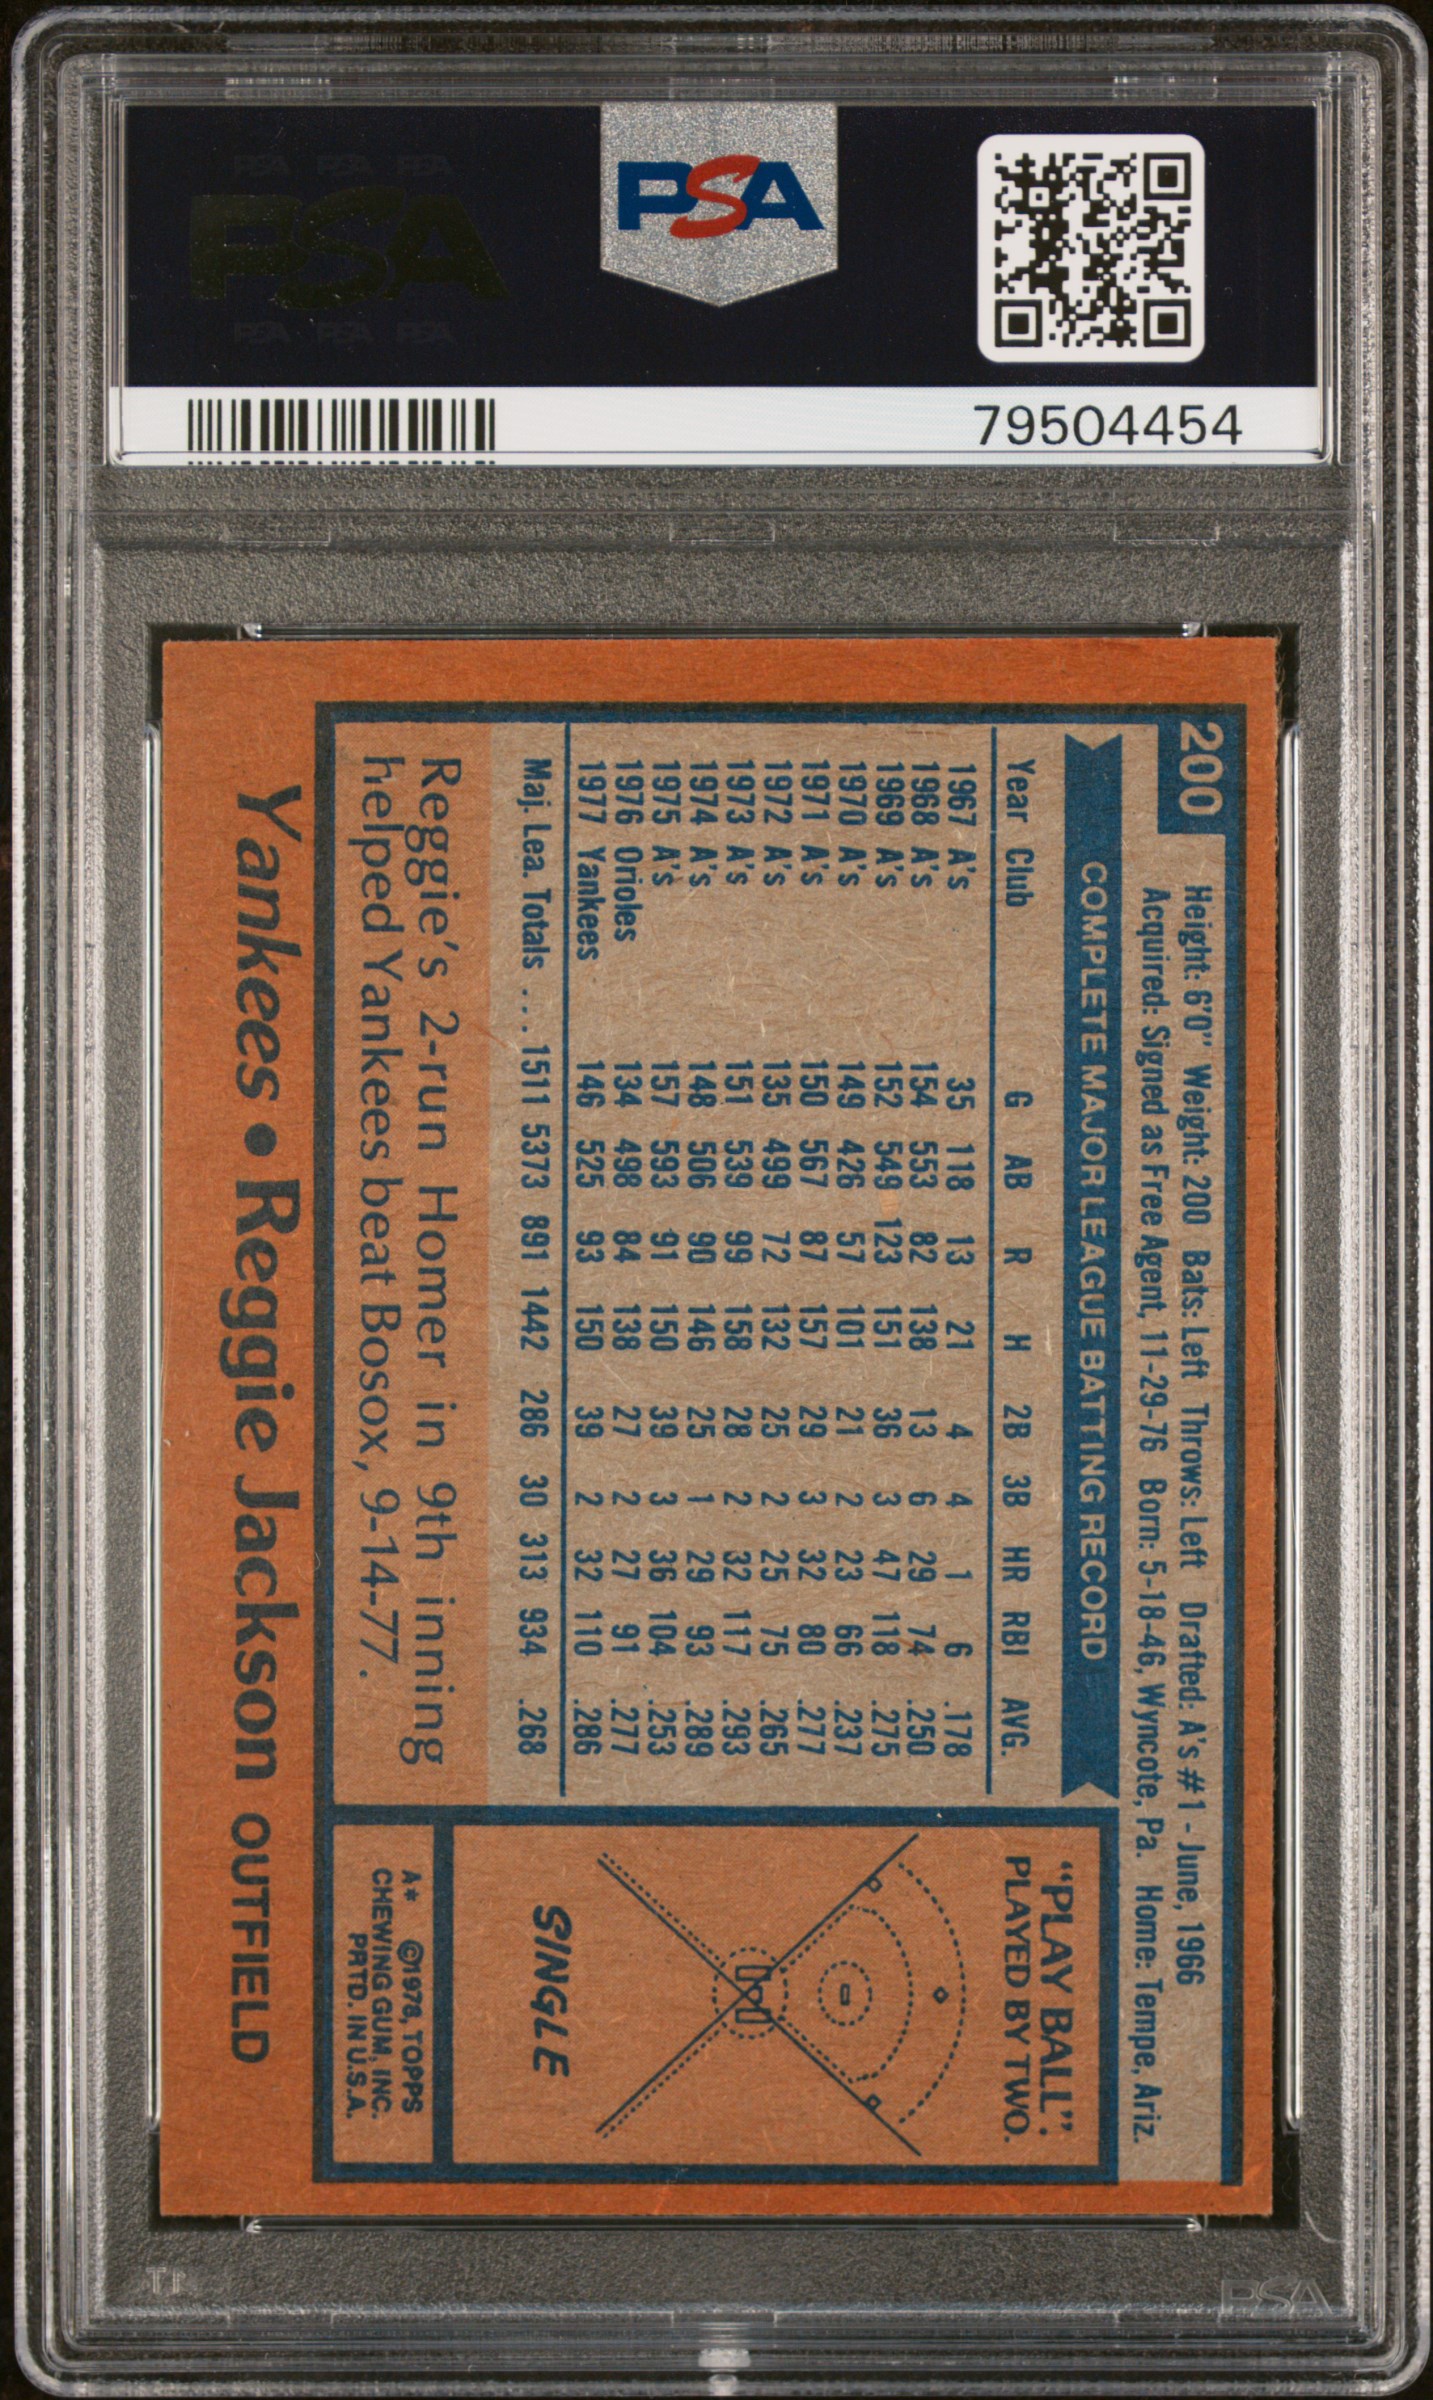 PSA PSA PSA
PSA
PSA PSA PSA
PSA
79504454
200
Height: 6'0" Weight: 200 Bats: Left Throws: Left Drafted: A's #1 - June, 1966
Acquired: Signed as Free Agent, 11-29-76 Born: 5-18-46, Wyncote, Pa. Home: Tempe, Ariz.
COMPLETE MAJOR LEAGUE BATTING RECORD
Year Club G AB R H 2B 3B HR RBI AVG.
1967 A's 35 118 13 21 4 4 1 6 .178
1968 A's 154 553 82 138 13 6 29 74 .250
1969 A's 152 549 123 151 36 3 47 118 .275
1970 A's 149 426 57 101 21 2 23 66 .237
1971 A's 150 567 87 157 29 3 32 80 .277
1972 A's 135 499 72 132 25 2 25 75 .265
1973 A's 151 539 99 158 28 2 32 117 .293
1974 A's 148 506 90 146 25 1 29 93 .289
1975 A's 157 593 91 150 39 3 36 104 .253
1976 Orioles 134 498 84 138 27 2 27 91 .277
1977 Yankees 146 525 93 150 39 2 32 110 .286
Maj. Lea. Totals ... 1511 5373 891 1442 286 30 313 934 .268
Reggie's 2-run Homer in 9th inning
helped Yankees beat Bosox, 9-14-77.
"PLAY BALL".
PLAYED BY TWO.
SINGLE
A* ©1978, TOPPS
CHEWING GUM, INC.
PRTD. IN U.S.A.
Yankees • Reggie Jackson OUTFIELD
PSA